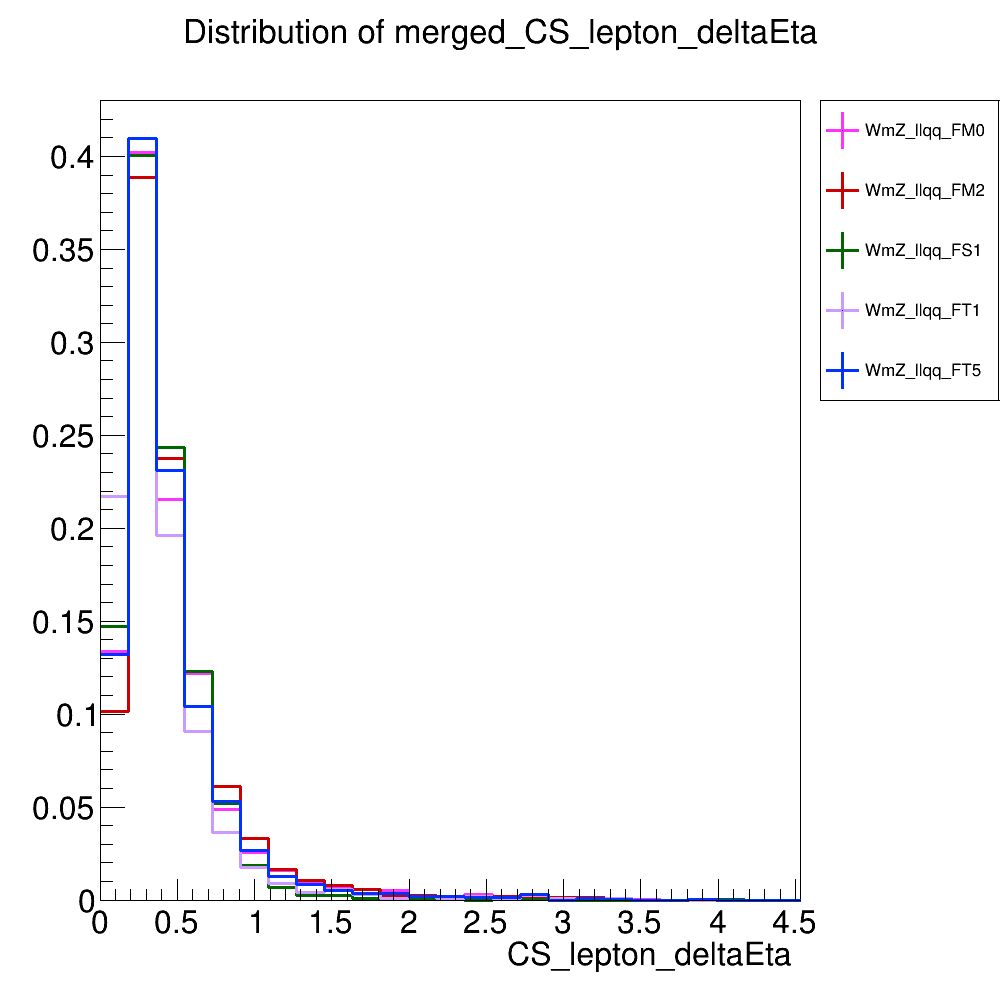 Distribution of merged_CS_lepton_deltaEta
WmZ_llqq_FM0
WmZ_llqq_FM2
WmZ_llqq_FS1
WmZ_llqq_FT1
WmZ_llqq_FT5
0.4
0.35
0.3
0.25
0.2
0.15
0.1
0.05
0
0 0.5 1 1.5 2 2.5 3 3.5 4 4.5
CS_lepton_deltaEta